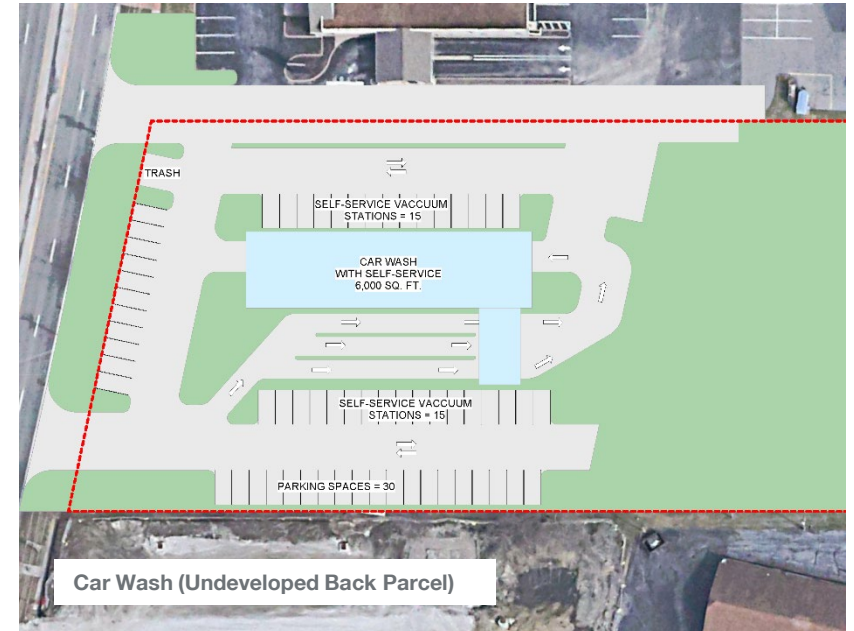 TRASH
SELF-SERVICE VACCUUM
STATIONS = 15
CAR WASH
WITH SELF-SERVICE
6,000 SQ. FT.
SELF-SERVICE VACCUUM
STATIONS = 15
PARKING SPACES = 30
Car Wash (Undeveloped Back Parcel)